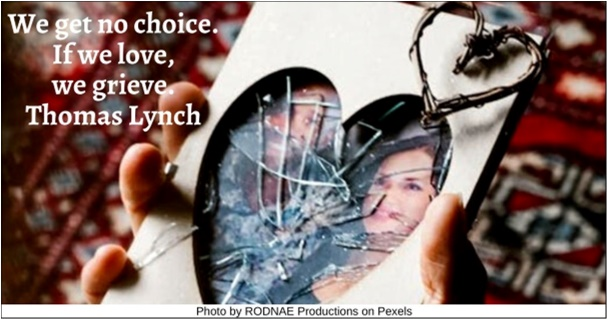 We get no choice.
If we love,
we grieve.
Thomas Lynch
Photo by RODNAE Productions on Pexels